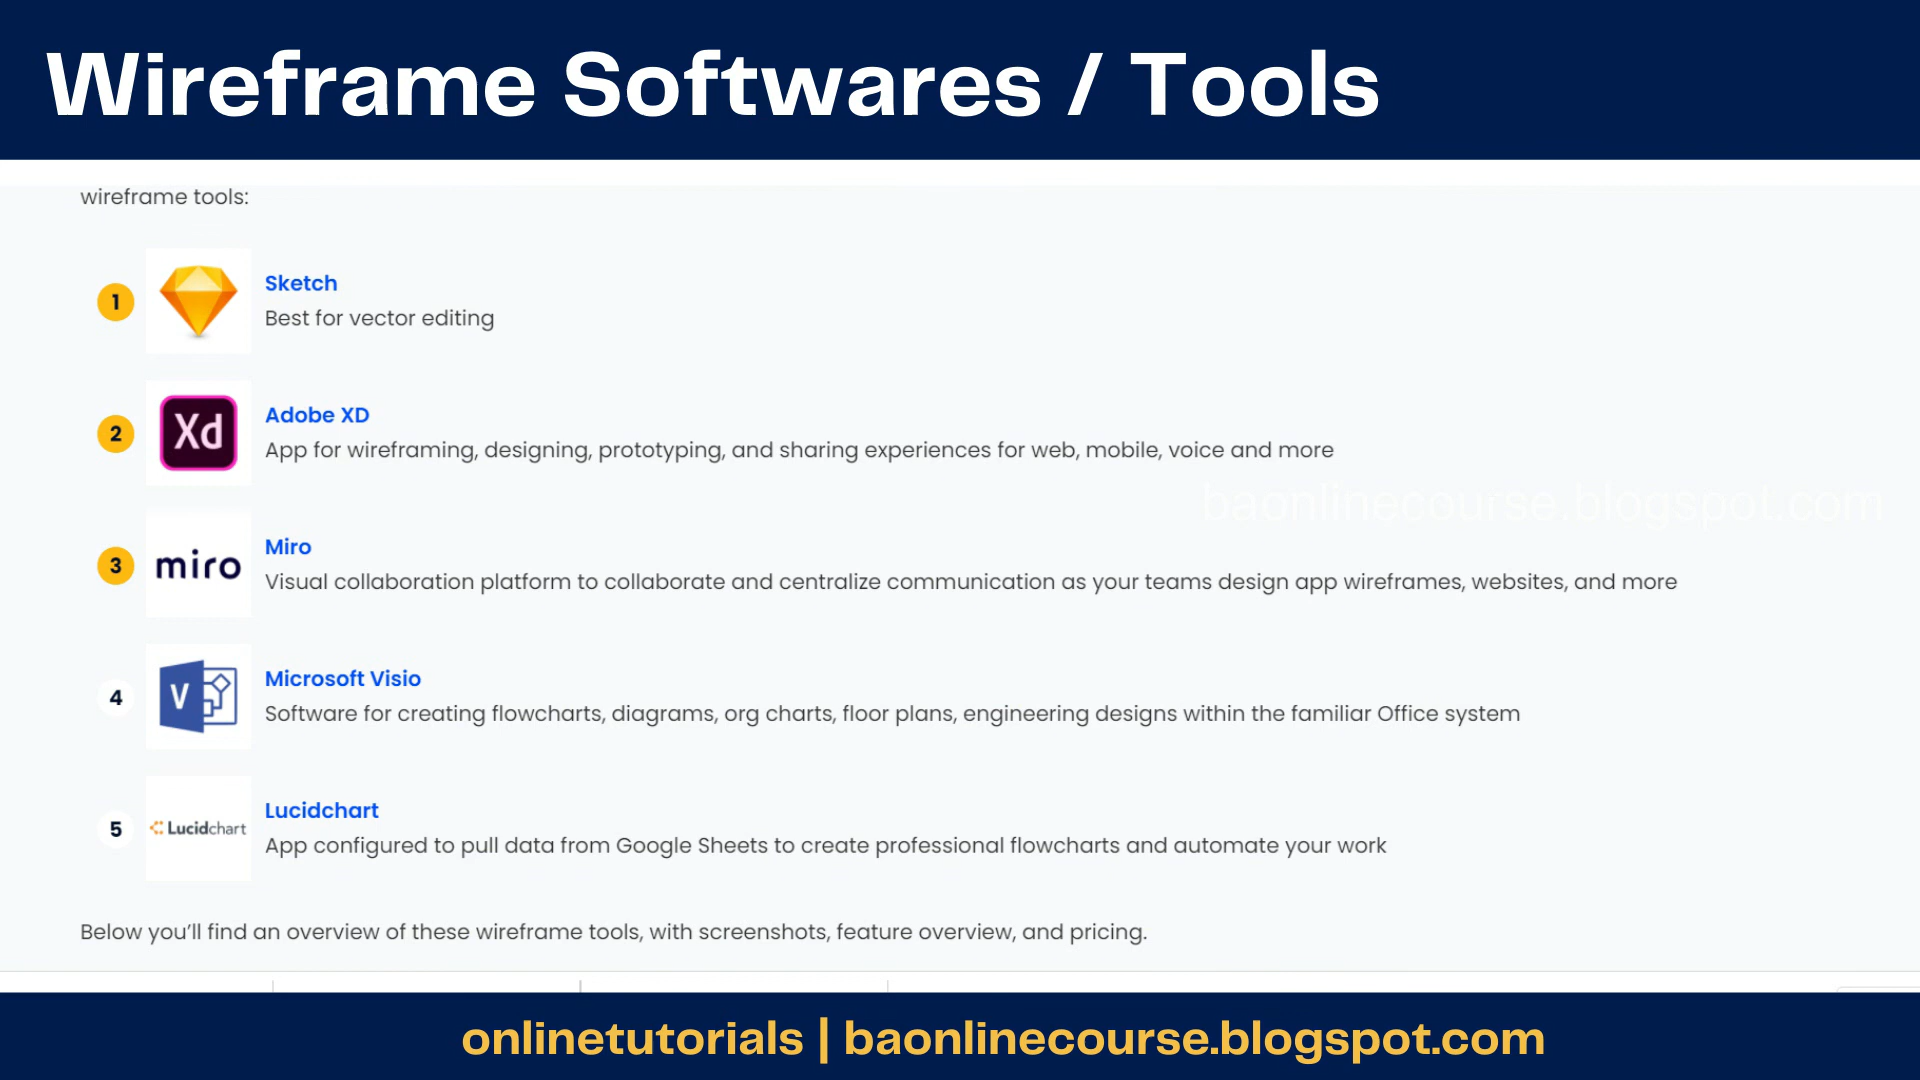 Wireframe Softwares / Tools
wireframe tools:
1
Sketch
Best for vector editing
2
Xd
Adobe XD
App for wireframing, designing, prototyping, and sharing experiences for web, mobile, voice and more
baonlinecourse.blogspot.com
3
miro
Miro
Visual collaboration platform to collaborate and centralize communication as your teams design app wireframes, websites, and more
4
V
Microsoft Visio
Software for creating flowcharts, diagrams, org charts, floor plans, engineering designs within the familiar Office system
5
Lucidchart
Lucidchart
App configured to pull data from Google Sheets to create professional flowcharts and automate your work
Below you'll find an overview of these wireframe tools, with screenshots, feature overview, and pricing.
onlinetutorials | baonlinecourse.blogspot.com